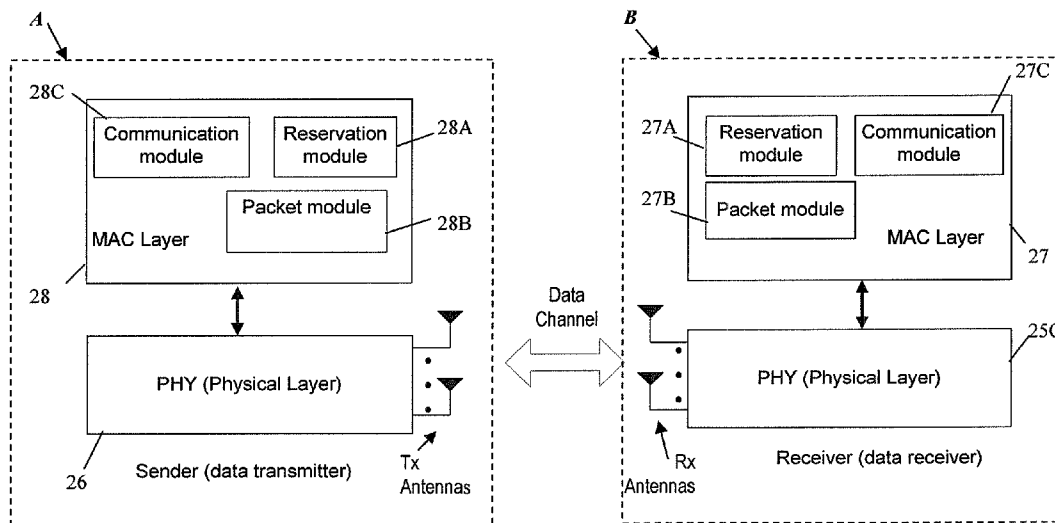 A
28C
Communication
module
Reservation
module
28A
Packet module
28B
MAC Layer
28
PHY (Physical Layer)
26
Sender (data transmitter)
Tx
Antennas
Data
Channel
B
27C
27A
Reservation
module
Communication
module
27B
Packet module
MAC Layer
27
25C
PHY (Physical Layer)
Rx
Antennas
Receiver (data receiver)